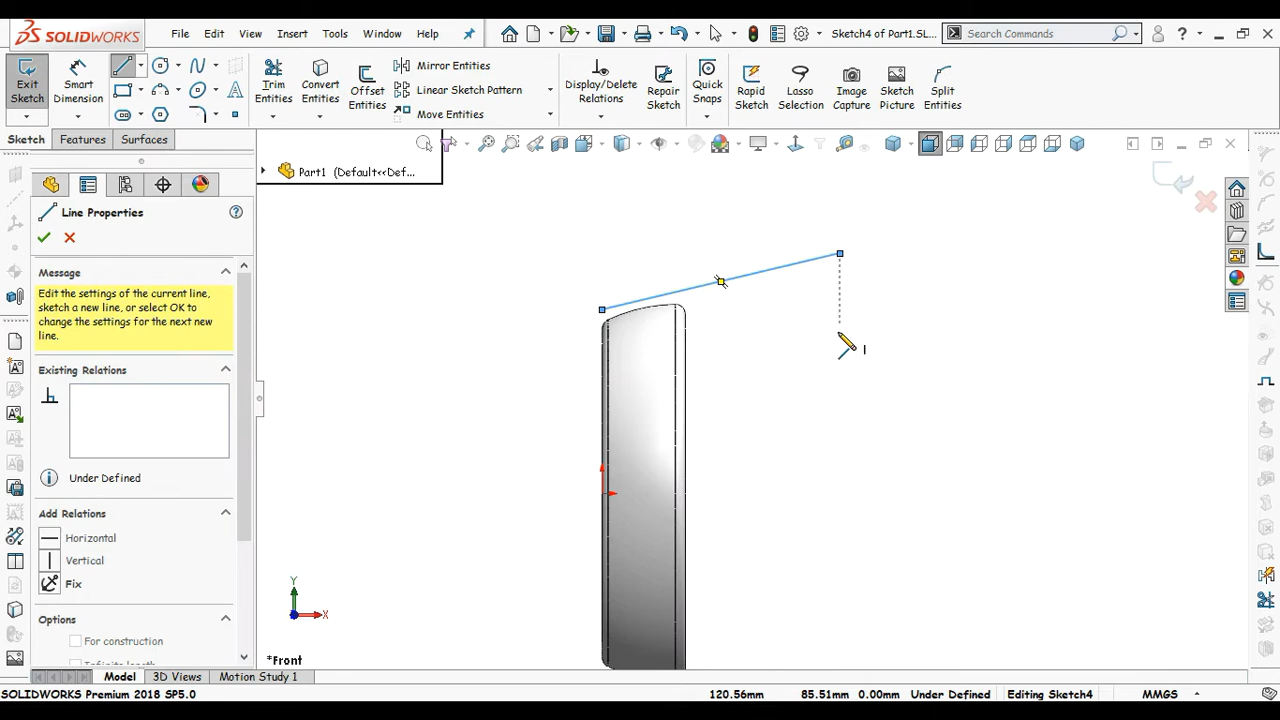 SOLIDWORKS File Edit View Insert Tools Window Help Sketch4 of Part1.SL... Search Commands ?
Exit Sketch
Smart Dimension
Trim Entities
Convert Entities
Offset Entities
Mirror Entities
Linear Sketch Pattern
Move Entities
Display/Delete Relations
Repair Sketch
Quick Snaps
Rapid Sketch
Lasso Selection
Image Capture
Sketch Picture
Split Entities
Sketch Features Surfaces
Part1 (Default<<Def...
Line Properties
Message
Edit the settings of the current line,
sketch a new line, or select OK to
change the settings for the next new
line.
Existing Relations
Under Defined
Add Relations
Horizontal
Vertical
Fix
Options
For construction
Infinite length
Y
X
*Front
Model 3D Views Motion Study 1
SOLIDWORKS Premium 2018 SP5.0 120.56mm 85.51mm 0.00mm Under Defined Editing Sketch4 MMGS